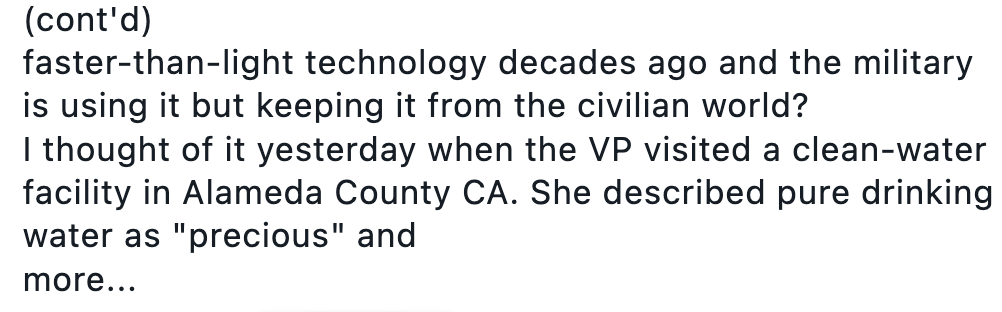 (cont'd)
faster-than-light technology decades ago and the military
is using it but keeping it from the civilian world?
I thought of it yesterday when the VP visited a clean-water
facility in Alameda County CA. She described pure drinking
water as "precious" and
more...